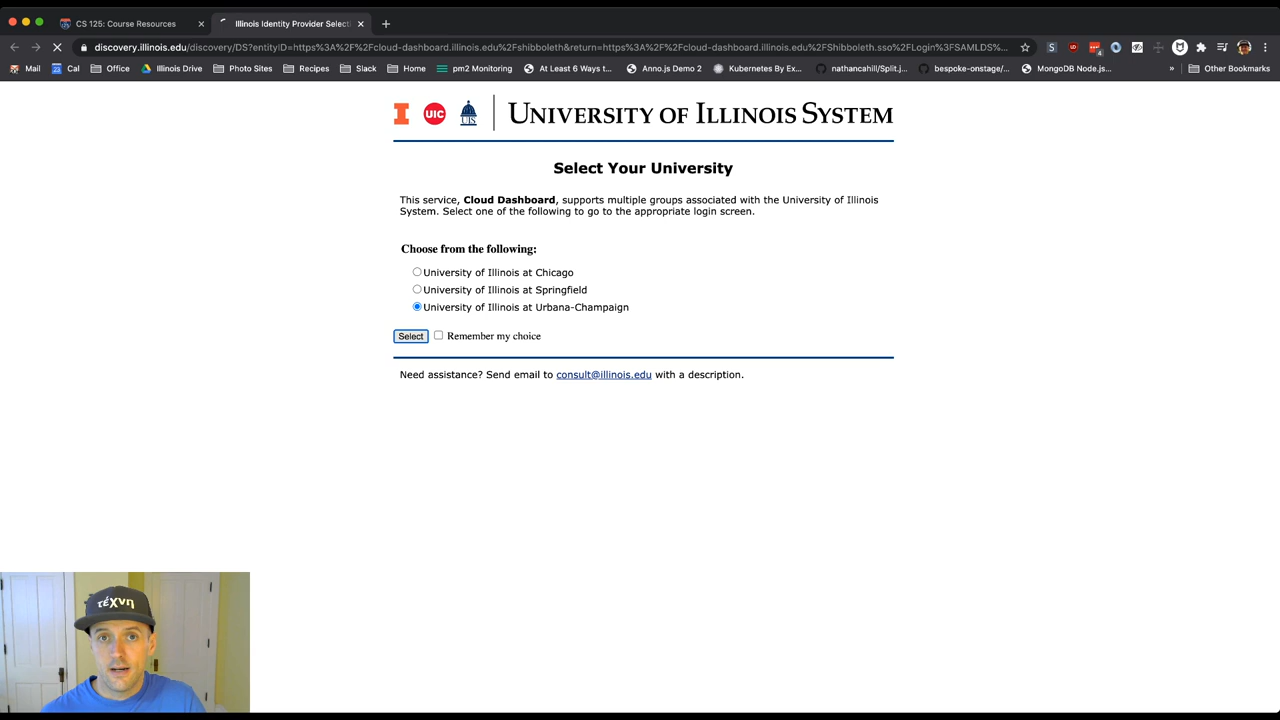 CS 125: Course Resources
Illinois Identity Provider Select
discovery.illinois.edu/discovery/DS?entityID=https%3A%2F%2Fcloud-dashboard.illinois.edu%2Fshibboleth&return=https%3A%2F%2Fcloud-dashboard.illinois.edu%2FShibboleth.sso%2FLogin%3FSAMLDS%...
Mail Cal Office Illinois Drive Photo Sites Recipes Slack Home pm2 Monitoring At Least 6 Ways t... Anno.js Demo 2 Kubernetes By Ex... nathancahill/Split.j... bespoke-onstage/... MongoDB Node.js... » Other Bookmarks
I UIC UIS UNIVERSITY OF ILLINOIS SYSTEM
Select Your University
This service, Cloud Dashboard, supports multiple groups associated with the University of Illinois
System. Select one of the following to go to the appropriate login screen.
Choose from the following:
University of Illinois at Chicago
University of Illinois at Springfield
University of Illinois at Urbana-Champaign
Select Remember my choice
Need assistance? Send email to consult@illinois.edu with a description.
τέχνη